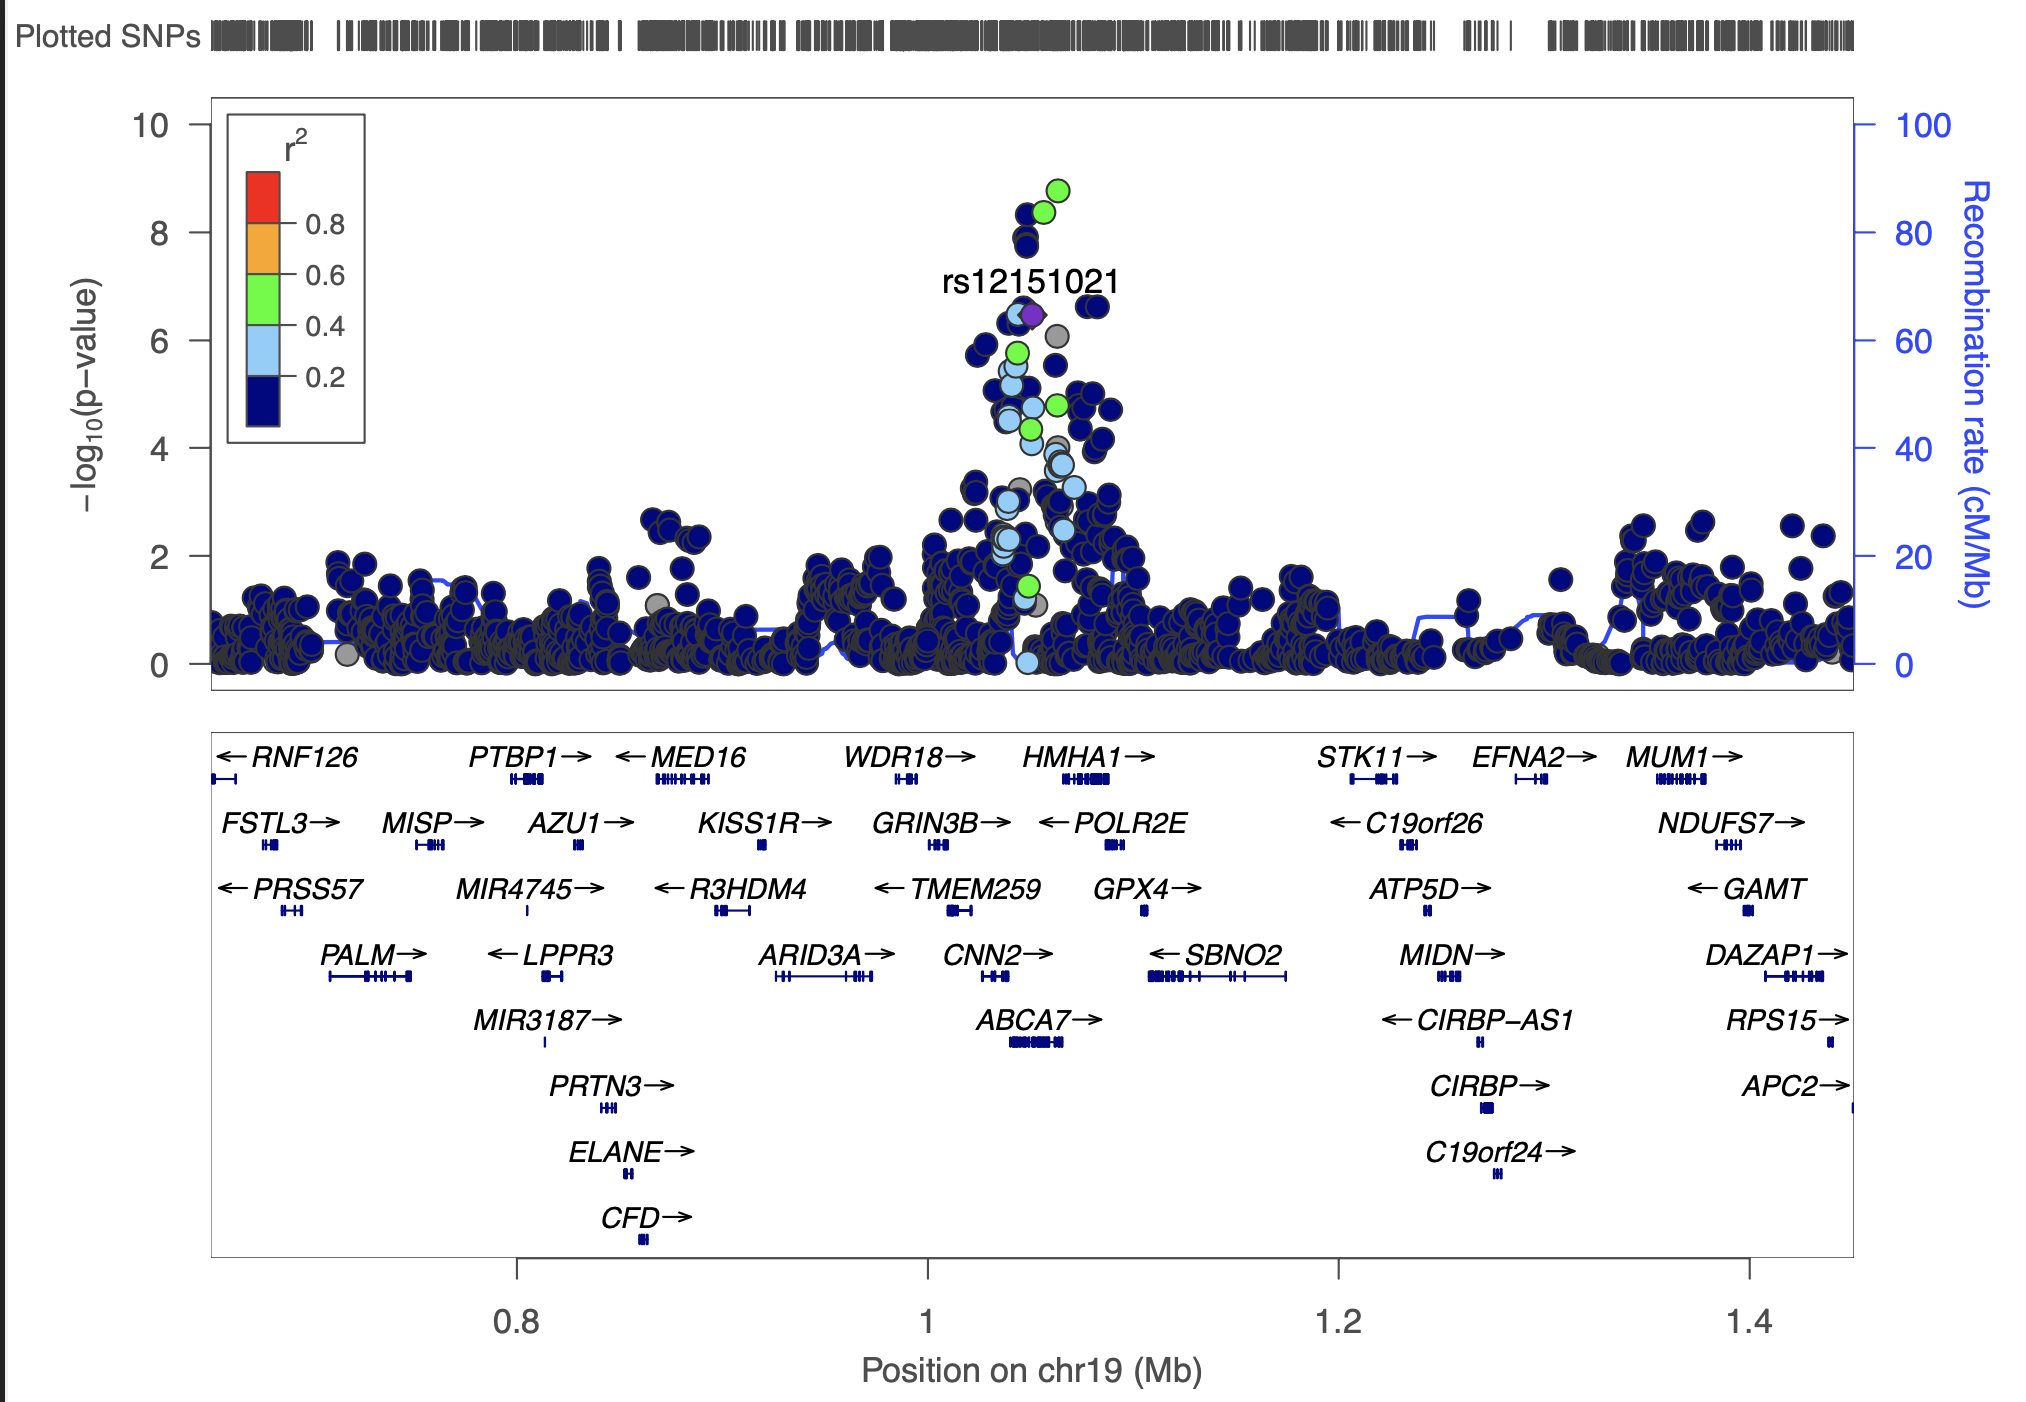 Plotted SNPs
10
8
6
4
2
0
−log10(p−value)
r2
0.8
0.6
0.4
0.2
rs12151021
100
80
60
40
20
0
Recombination rate (cM/Mb)
←RNF126 PTBP1→ ←MED16 WDR18→ HMHA1→ STK11→ EFNA2→ MUM1→
FSTL3→ MISP→ AZU1→ KISS1R→ GRIN3B→ ←POLR2E ←C19orf26 NDUFS7→
←PRSS57 MIR4745→ ←R3HDM4 ←TMEM259 GPX4→ ATP5D→ ←GAMT
PALM→ ←LPPR3 ARID3A→ CNN2→ ←SBNO2 MIDN→ DAZAP1→
MIR3187→ ABCA7→ ←CIRBP−AS1 RPS15→
PRTN3→ CIRBP→ APC2→
ELANE→ C19orf24→
CFD→
0.8 1 1.2 1.4
Position on chr19 (Mb)